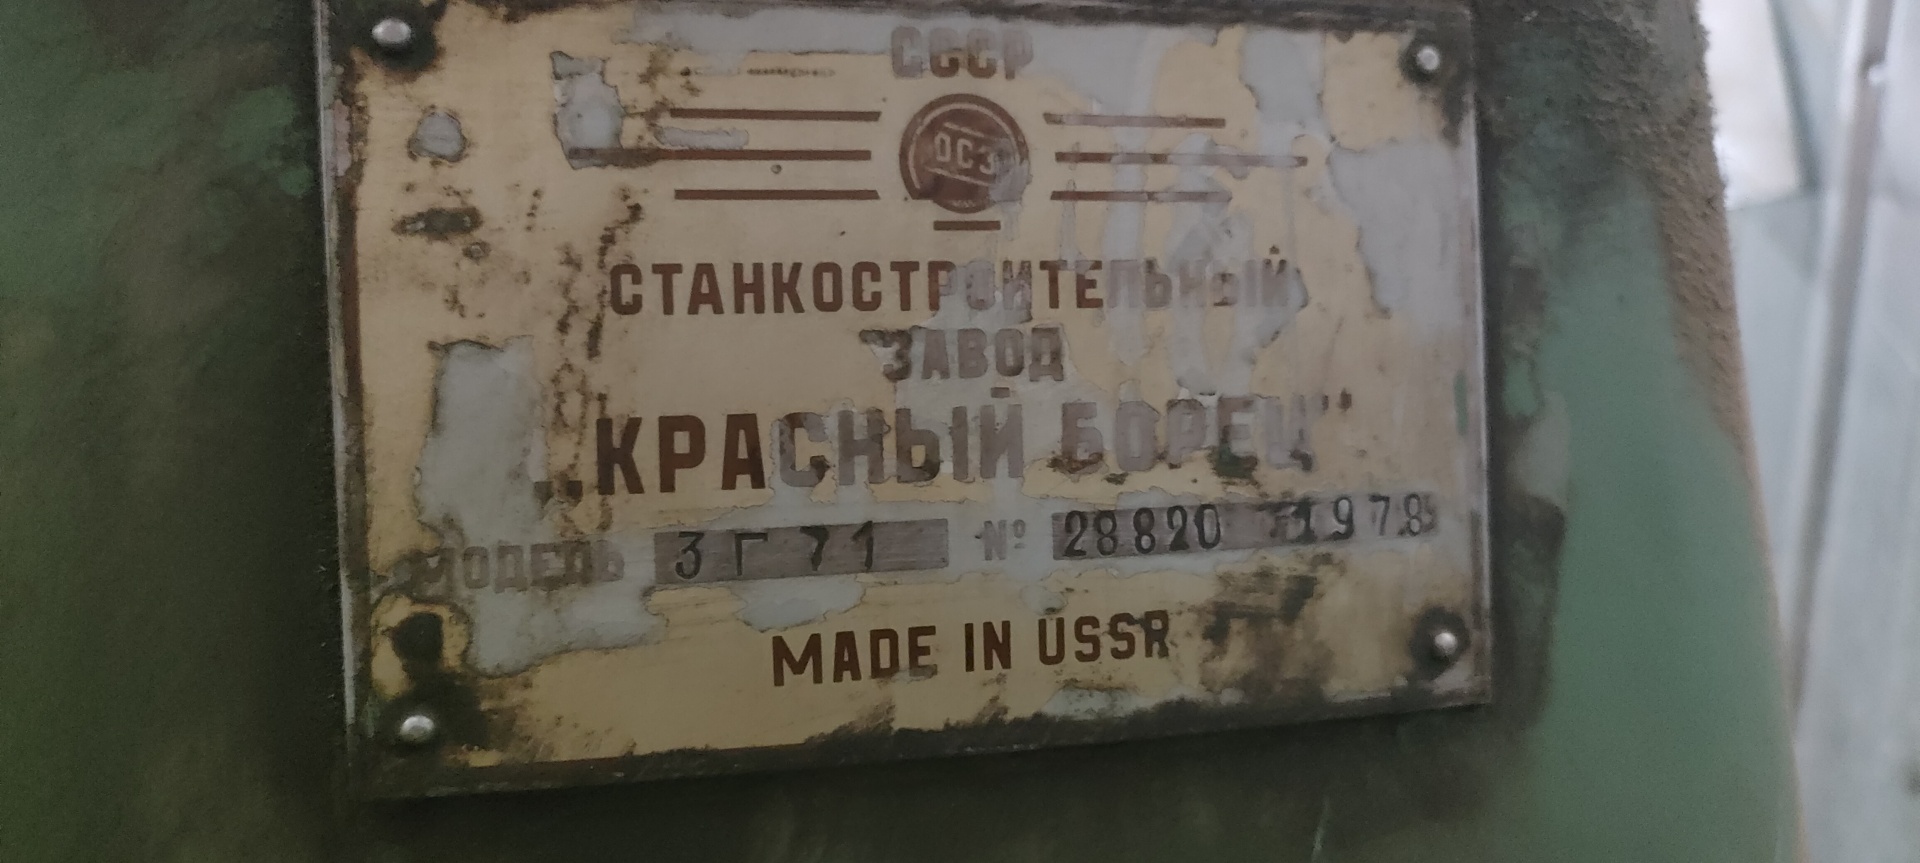 СССР
ОСЗ
СТАНКОСТРОИТЕЛЬНЫЙ
ЗАВОД
„КРАСНЫЙ БОРЕЦ"
МОДЕЛЬ 3Г71 № 28820 1978
MADE IN USSR